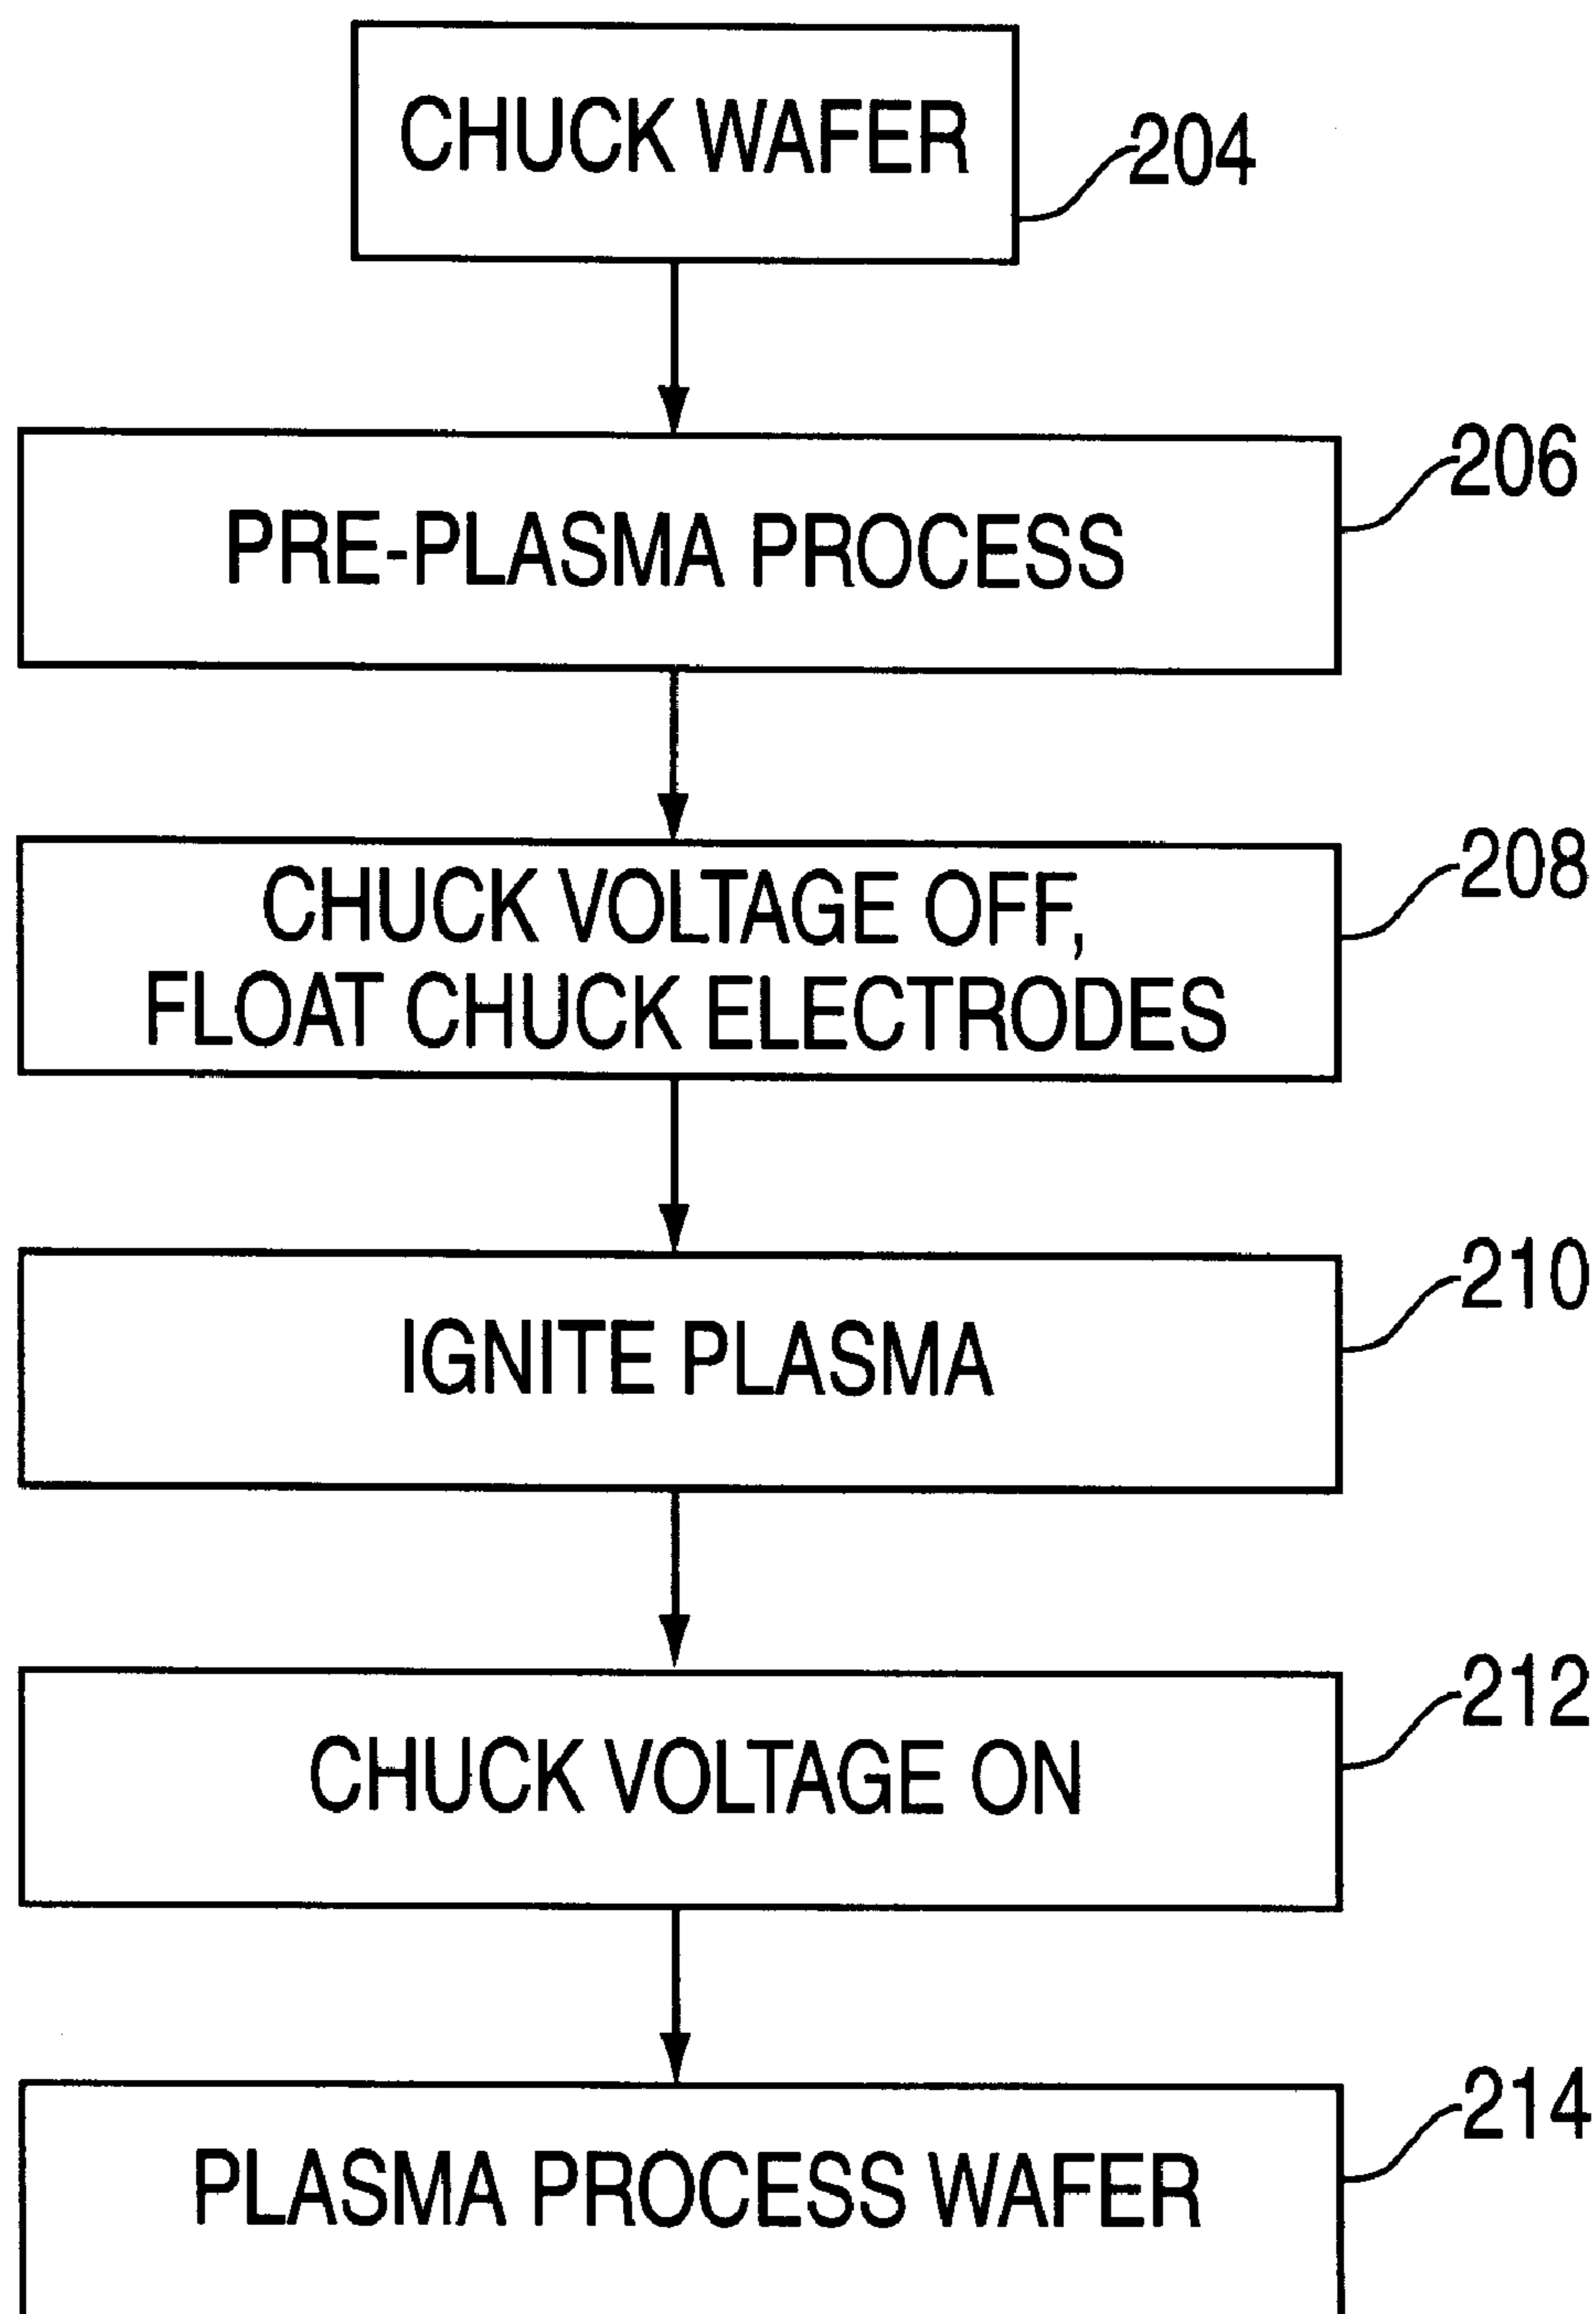 CHUCK WAFER
204
PRE-PLASMA PROCESS
206
CHUCK VOLTAGE OFF,
FLOAT CHUCK ELECTRODES
208
IGNITE PLASMA
210
CHUCK VOLTAGE ON
212
PLASMA PROCESS WAFER
214